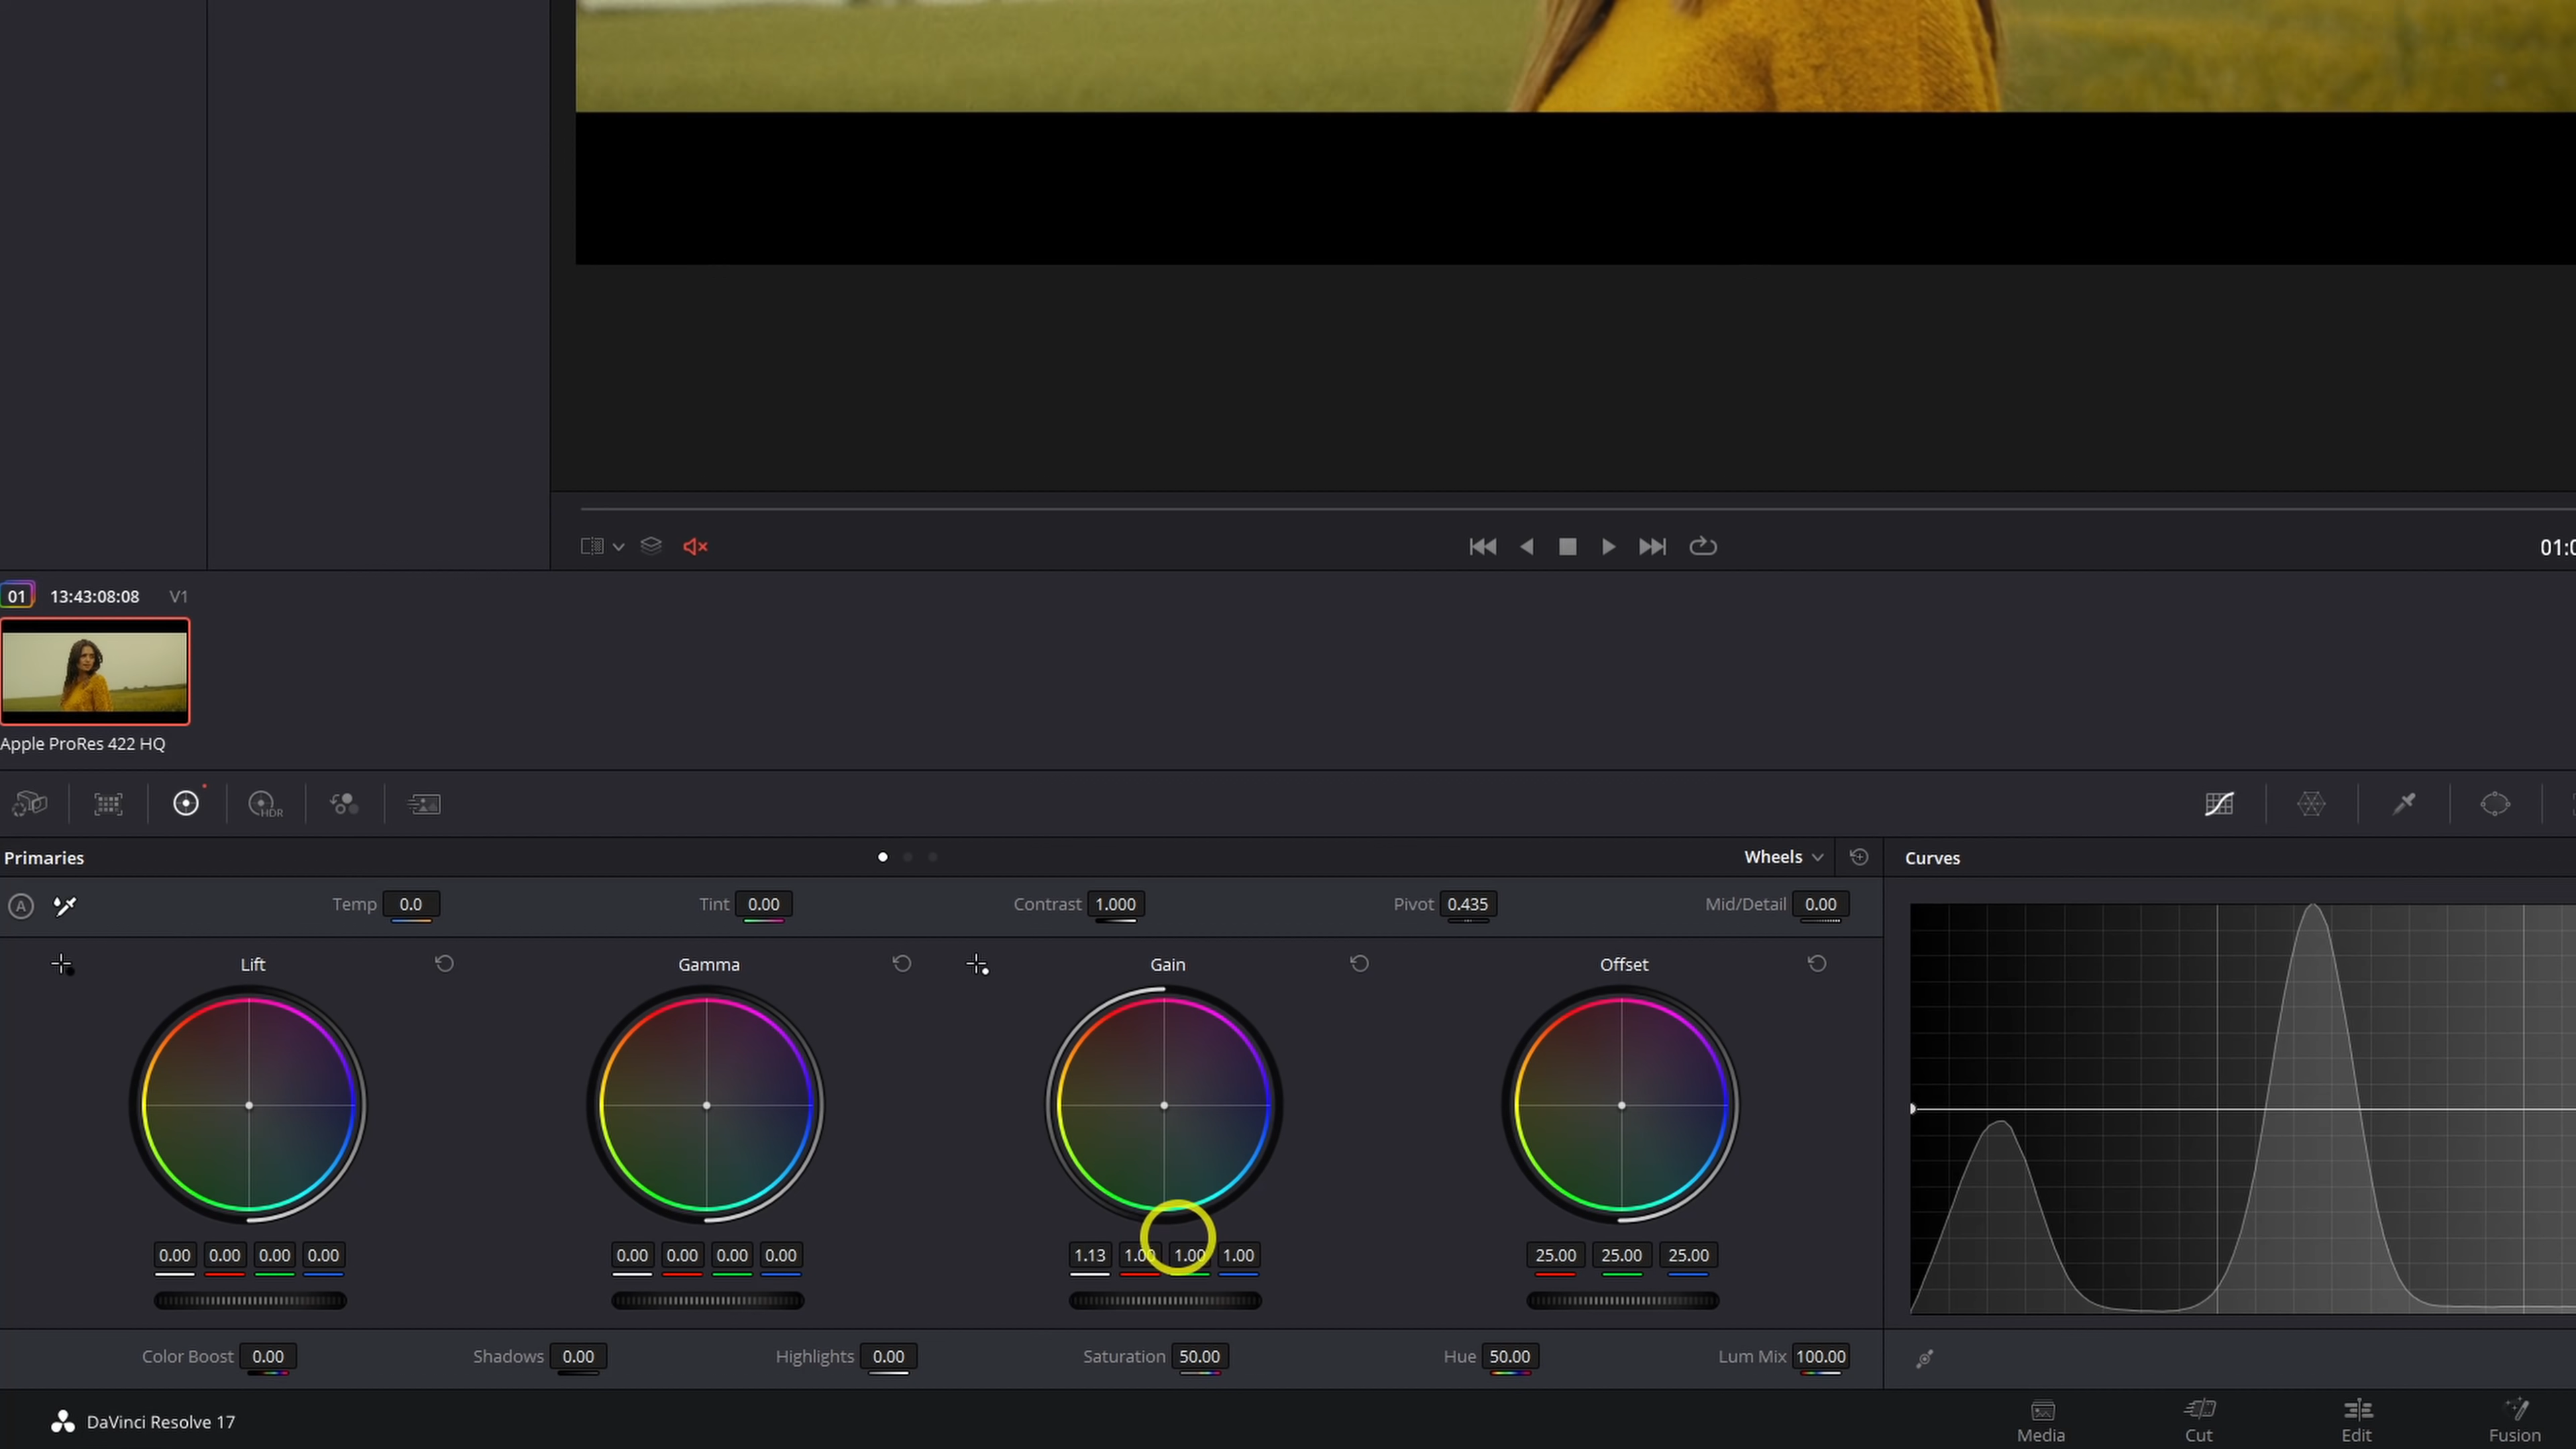 01:0
01 13:43:08:08 V1
Apple ProRes 422 HQ
HDR
Primaries Wheels Curves
A Temp 0.0 Tint 0.00 Contrast 1.000 Pivot 0.435 Mid/Detail 0.00
Lift Gamma Gain Offset
0.00 0.00 0.00 0.00 0.00 0.00 0.00 0.00 1.13 1.00 1.00 1.00 25.00 25.00 25.00
Color Boost 0.00 Shadows 0.00 Highlights 0.00 Saturation 50.00 Hue 50.00 Lum Mix 100.00
DaVinci Resolve 17 Media Cut Edit Fusion